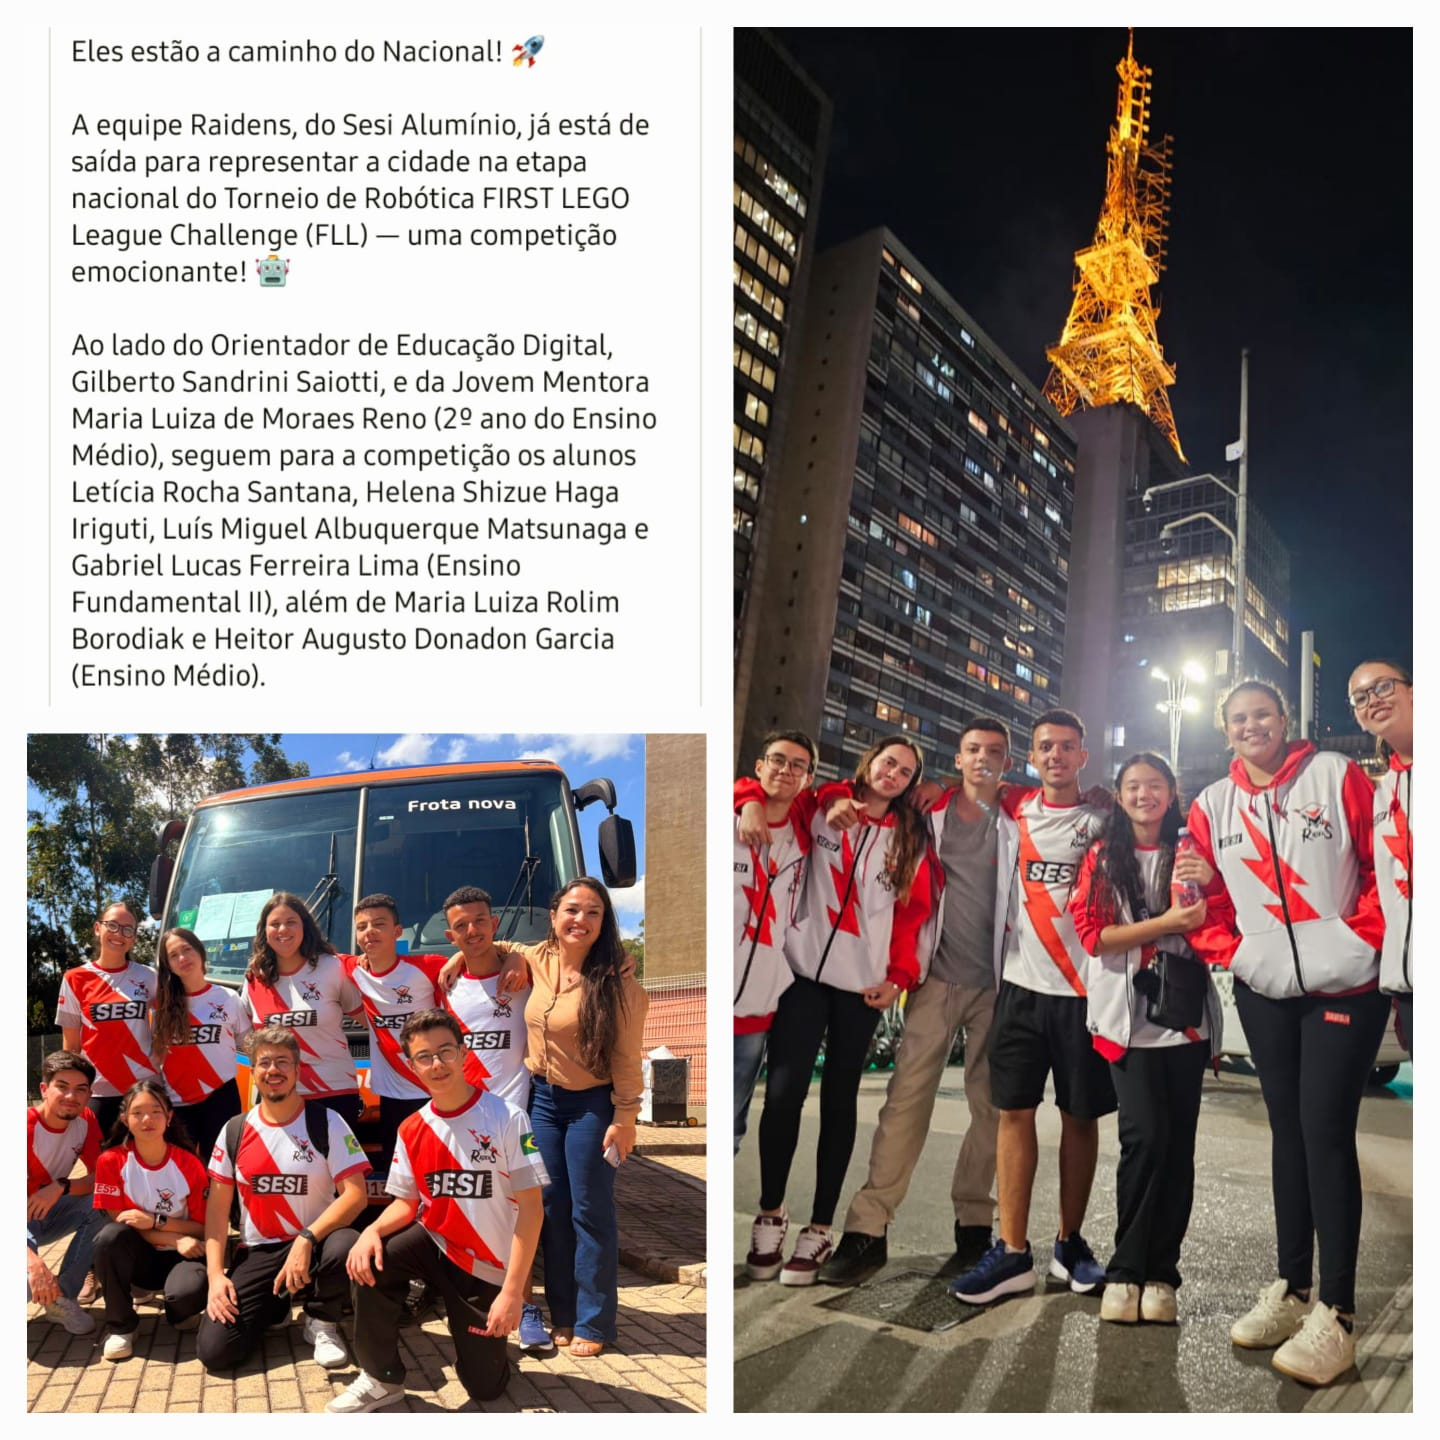 Eles estão a caminho do Nacional! 🚀
A equipe Raidens, do Sesi Alumínio, já está de
saída para representar a cidade na etapa
nacional do Torneio de Robótica FIRST LEGO
League Challenge (FLL) — uma competição
emocionante! 🤖
Ao lado do Orientador de Educação Digital,
Gilberto Sandrini Saiotti, e da Jovem Mentora
Maria Luiza de Moraes Reno (2º ano do Ensino
Médio), seguem para a competição os alunos
Letícia Rocha Santana, Helena Shizue Haga
Iriguti, Luís Miguel Albuquerque Matsunaga e
Gabriel Lucas Ferreira Lima (Ensino
Fundamental II), além de Maria Luiza Rolim
Borodiak e Heitor Augusto Donadon Garcia
(Ensino Médio).
Frota nova
SESI
SESI
SESI
SESI
SESI
SESI
SESI
RAIDENS
SESI
SESI
RAIDENS